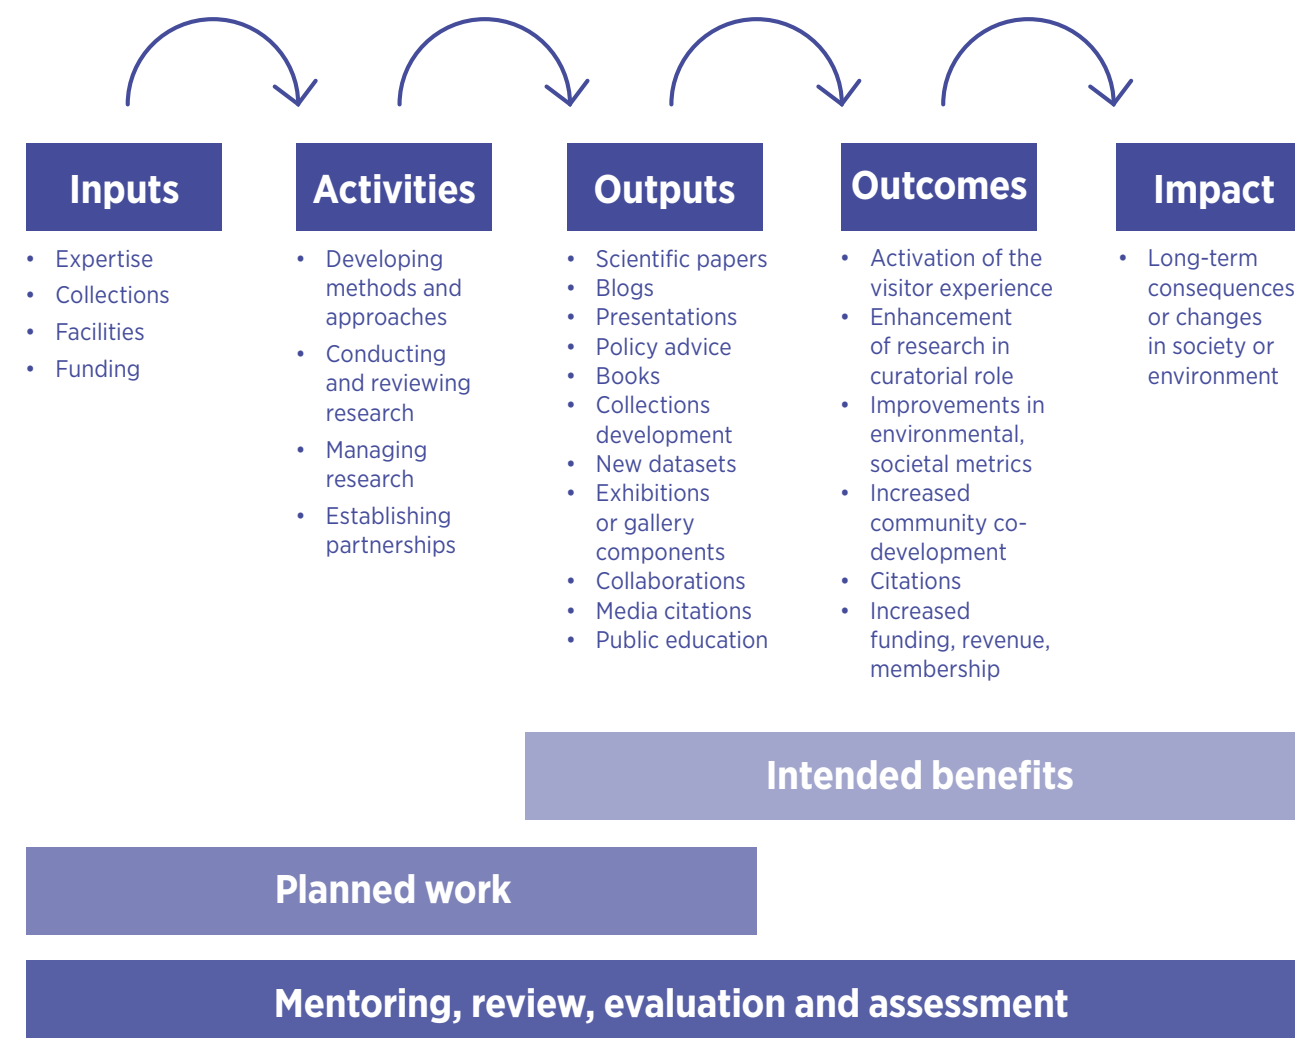 Inputs
• Expertise
• Collections
• Facilities
• Funding
Activities
• Developing
methods and
approaches
• Conducting
and reviewing
research
• Managing
research
• Establishing
partnerships
Outputs
• Scientific papers
• Blogs
• Presentations
• Policy advice
• Books
• Collections
development
• New datasets
• Exhibitions
or gallery
components
• Collaborations
• Media citations
• Public education
Outcomes
• Activation of the
visitor experience
• Enhancement
of research in
curatorial role
• Improvements in
environmental,
societal metrics
• Increased
community co-
development
• Citations
• Increased
funding, revenue,
membership
Impact
• Long-term
consequences
or changes
in society or
environment
Intended benefits
Planned work
Mentoring, review, evaluation and assessment